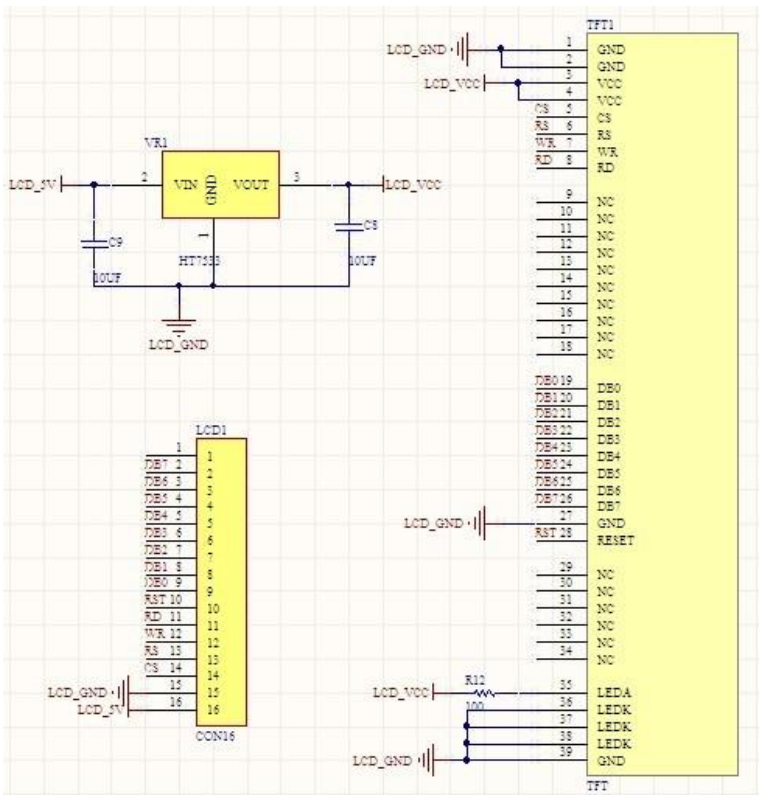 VR1
LCD_5V 2 VIN GND VOUT 3 LCD_VCC
1
C9 C8
HT7533
10UF 10UF
LCD_GND
LCD1
1 1
DB7 2 2
DB6 3 3
DB5 4 4
DB4 5 5
DB3 6 6
DB2 7 7
DB1 8 8
DB0 9 9
RST 10 10
RD 11 11
WR 12 12
RS 13 13
CS 14 14
LCD_GND 15 15
LCD_5V 16 16
CON16
TFT1
LCD_GND 1 GND
2 GND
LCD_VCC 3 VCC
4 VCC
CS 5 CS
RS 6 RS
WR 7 WR
RD 8 RD
9 NC
10 NC
11 NC
12 NC
13 NC
14 NC
15 NC
16 NC
17 NC
18 NC
DB0 19 DB0
DB1 20 DB1
DB2 21 DB2
DB3 22 DB3
DB4 23 DB4
DB5 24 DB5
DB6 25 DB6
DB7 26 DB7
LCD_GND 27 GND
RST 28 RESET
29 NC
30 NC
31 NC
32 NC
33 NC
34 NC
R12
LCD_VCC 35 LEDA
100 36 LEDK
37 LEDK
38 LEDK
LCD_GND 39 GND
TFT